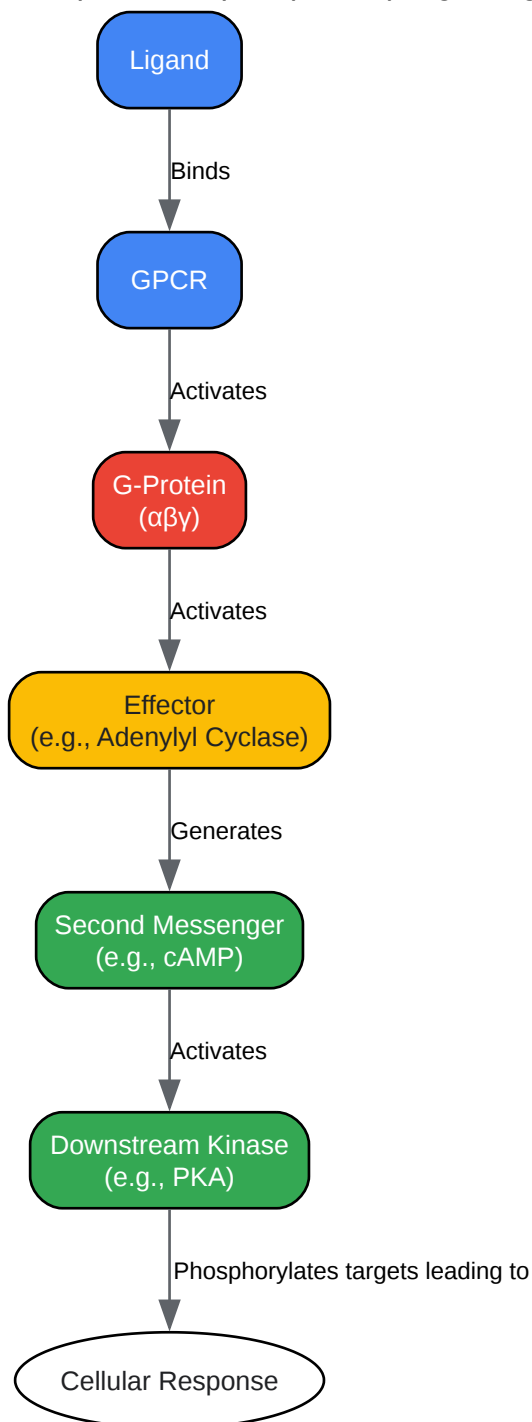 Ligand
Binds
GPCR
Activates
G-Protein
(αβγ)
Activates
Effector
(e.g., Adenylyl Cyclase)
Generates
Second Messenger
(e.g., cAMP)
Activates
Downstream Kinase
(e.g., PKA)
Phosphorylates targets leading to
Cellular Response